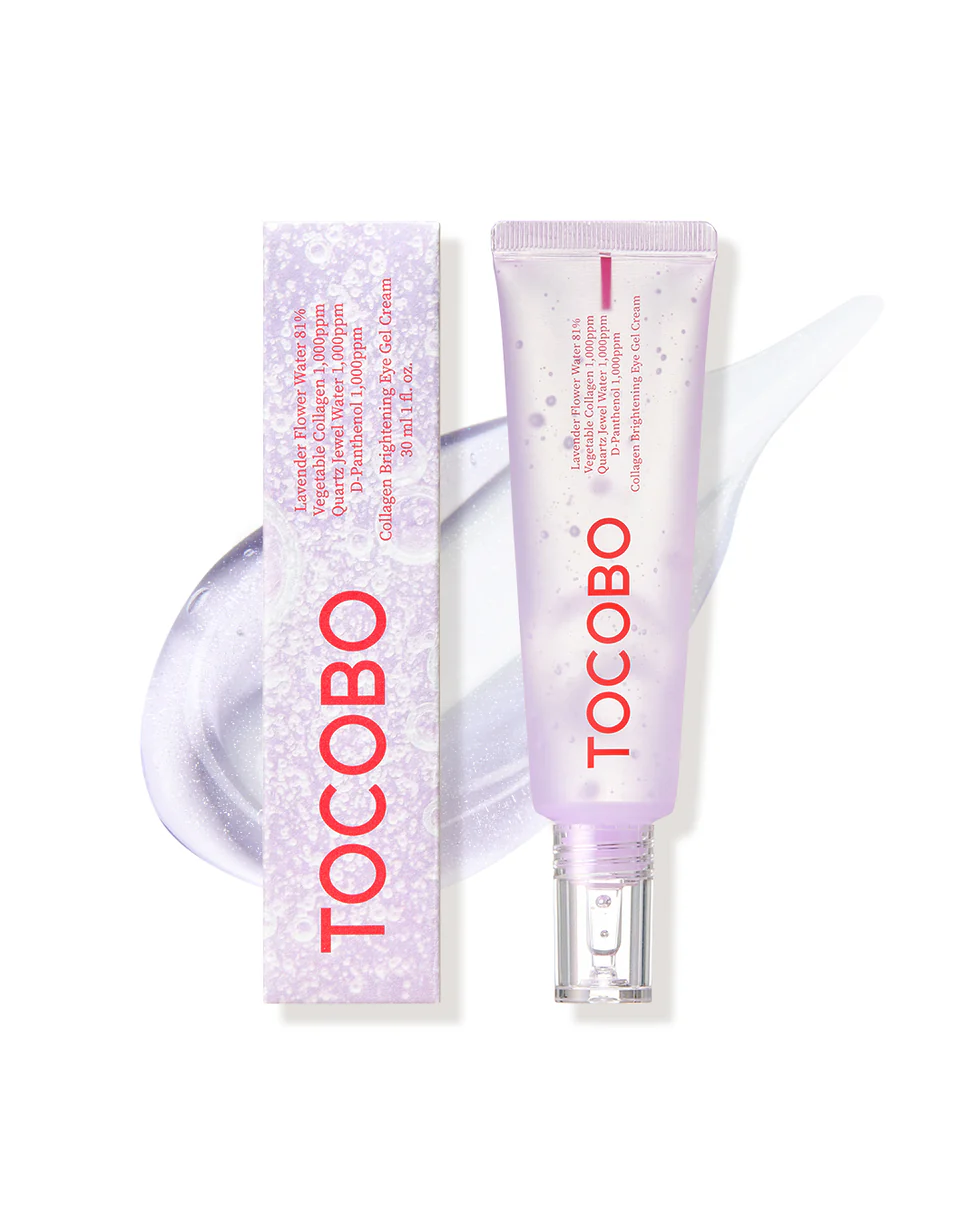 Lavender Flower Water 81%
Vegetable Collagen 1,000ppm
Quartz Jewel Water 1,000ppm
D-Panthenol 1,000ppm
Collagen Brightening Eye Gel Cream
30 ml 1 fl. oz.
TOCOBO
Lavender Flower Water 81%
Vegetable Collagen 1,000ppm
Quartz Jewel Water 1,000ppm
D-Panthenol 1,000ppm
Collagen Brightening Eye Gel Cream
TOCOBO